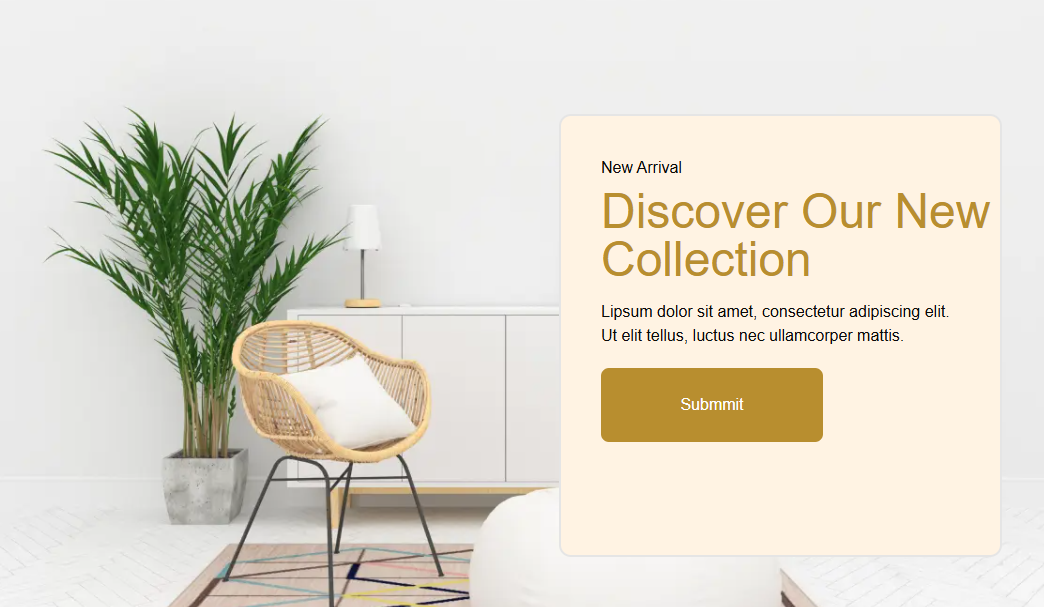 New Arrival
Discover Our New
Collection
Lipsum dolor sit amet, consectetur adipiscing elit.
Ut elit tellus, luctus nec ullamcorper mattis.
Submmit